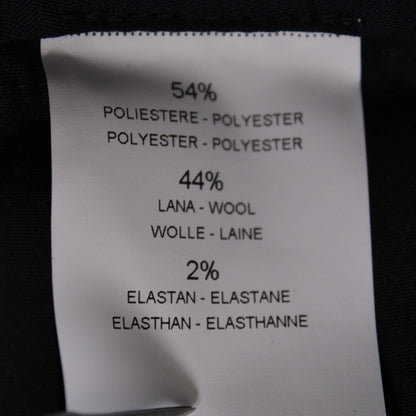 54%
POLIESTERE - POLYESTER
POLYESTER - POLYESTER
44%
LANA - WOOL
WOLLE - LAINE
2%
ELASTAN - ELASTANE
ELASTHAN - ELASTHANNE